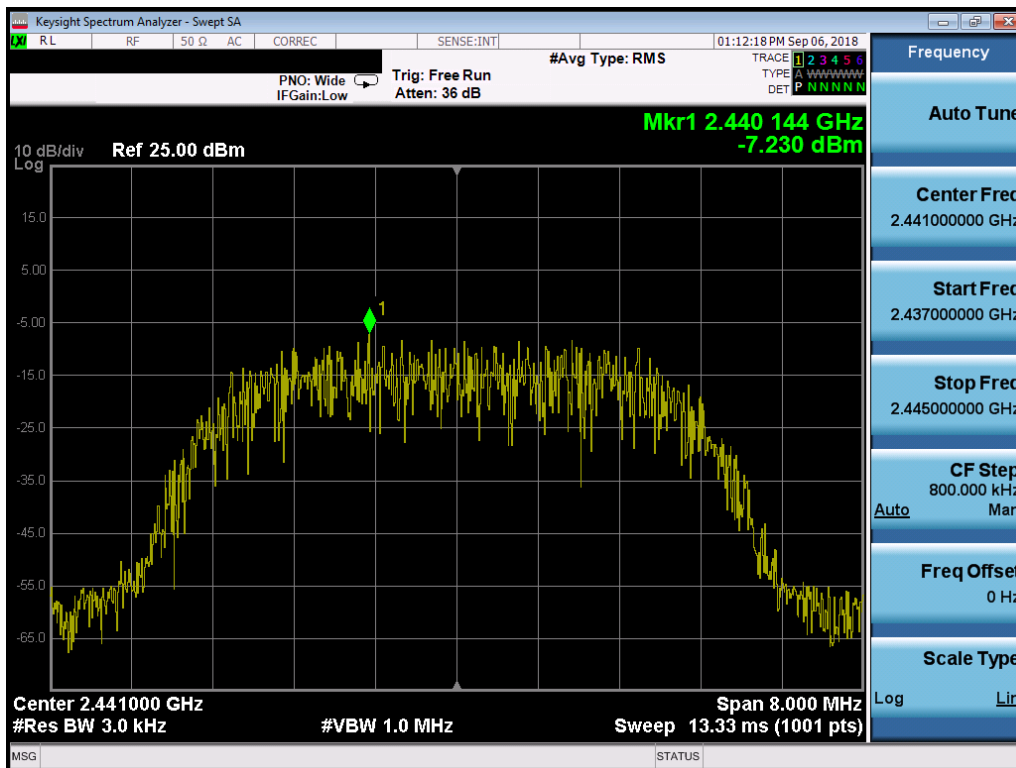 Keysight Spectrum Analyzer - Swept SA
LXI RL RF 50 Ω AC CORREC SENSE:INT 01:12:18 PM Sep 06, 2018
#Avg Type: RMS
TRACE 1 2 3 4 5 6
TYPE A WWWWW
DET P N N N N N
PNO: Wide
IFGain:Low
Trig: Free Run
Atten: 36 dB
Mkr1 2.440 144 GHz
-7.230 dBm
10 dB/div
Log
Ref 25.00 dBm
15.0
5.00
-5.00
-15.0
-25.0
-35.0
-45.0
-55.0
-65.0
1
Center 2.441000 GHz
Span 8.000 MHz
#Res BW 3.0 kHz
#VBW 1.0 MHz
Sweep 13.33 ms (1001 pts)
MSG
STATUS
Frequency
Auto Tune
Center Freq
2.441000000 GHz
Start Freq
2.437000000 GHz
Stop Freq
2.445000000 GHz
CF Step
800.000 kHz
Auto Man
Freq Offset
0 Hz
Scale Type
Log Lin